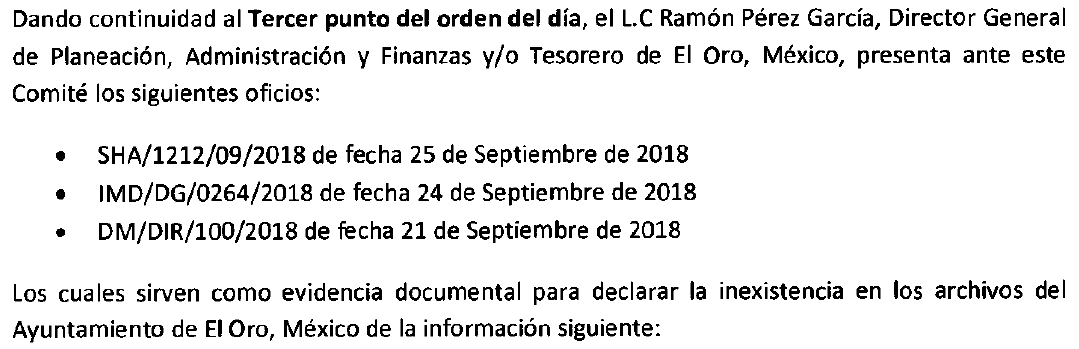 Dando continuidad al Tercer punto del orden del día, el L.C Ramón Pérez García, Director General
de Planeación, Administración y Finanzas y/o Tesorero de El Oro, México, presenta ante este
Comité los siguientes oficios:
• SHA/1212/09/2018 de fecha 25 de Septiembre de 2018
• IMD/DG/0264/2018 de fecha 24 de Septiembre de 2018
• DM/DIR/100/2018 de fecha 21 de Septiembre de 2018
Los cuales sirven como evidencia documental para declarar la inexistencia en los archivos del
Ayuntamiento de El Oro, México de la información siguiente: